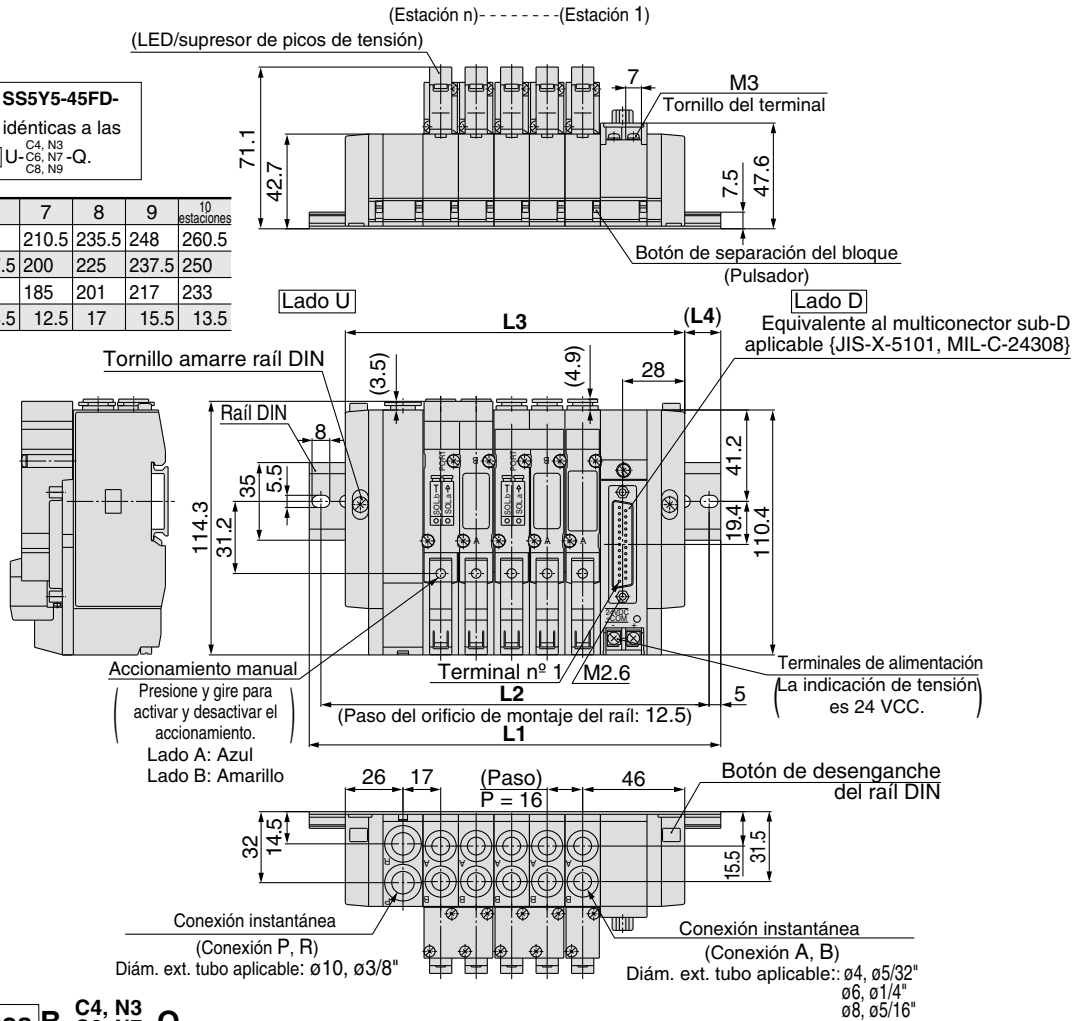 (Estación n)--------(Estación 1)
(LED/supresor de picos de tensión)
7
M3
Tornillo del terminal
71.1
42.7
7.5
47.6
Botón de separación del bloque
(Pulsador)
SS5Y5-45FD-
idénticas a las
U-C4, N3
C6, N7
C8, N9
-Q.
7 8 9 10 estaciones
210.5 235.5 248 260.5
.5 200 225 237.5 250
185 201 217 233
.5 12.5 17 15.5 13.5
Lado U
Lado D
L3
(L4)
Equivalente al multiconector sub-D
aplicable {JIS-X-5101, MIL-C-24308}
Tornillo amarre raíl DIN
(3.5)
(4.9)
28
Raíl DIN
8
35
5.5
31.2
114.3
41.2
19.4
110.4
PORT
SOL.b
SOL.a
B
B
A
PORT
SOL.b
SOL.a
B
B
A
A
24VDC
-COM
- +
Accionamiento manual
(Presione y gire para
activar y desactivar el
accionamiento.)
Lado A: Azul
Lado B: Amarillo
Terminal nº 1
M2.6
Terminales de alimentación
(La indicación de tensión
es 24 VCC.)
L2
5
(Paso del orificio de montaje del raíl: 12.5)
L1
26
17
(Paso)
P = 16
46
Botón de desenganche
del raíl DIN
32
14.5
15.5
31.5
R A A A A A
P B B B B B
Conexión instantánea
(Conexión P, R)
Diám. ext. tubo aplicable: ø10, ø3/8"
Conexión instantánea
(Conexión A, B)
Diám. ext. tubo aplicable:: ø4, ø5/32"
ø6, ø1/4"
ø8, ø5/16"
B-C4, N3
-Q